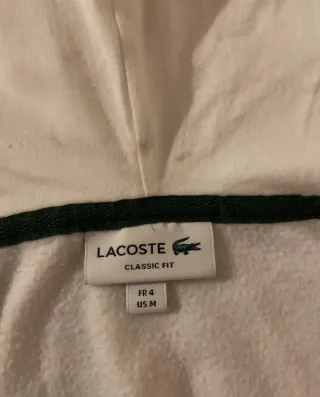 LACOSTE
CLASSIC FIT
FR 4
US M